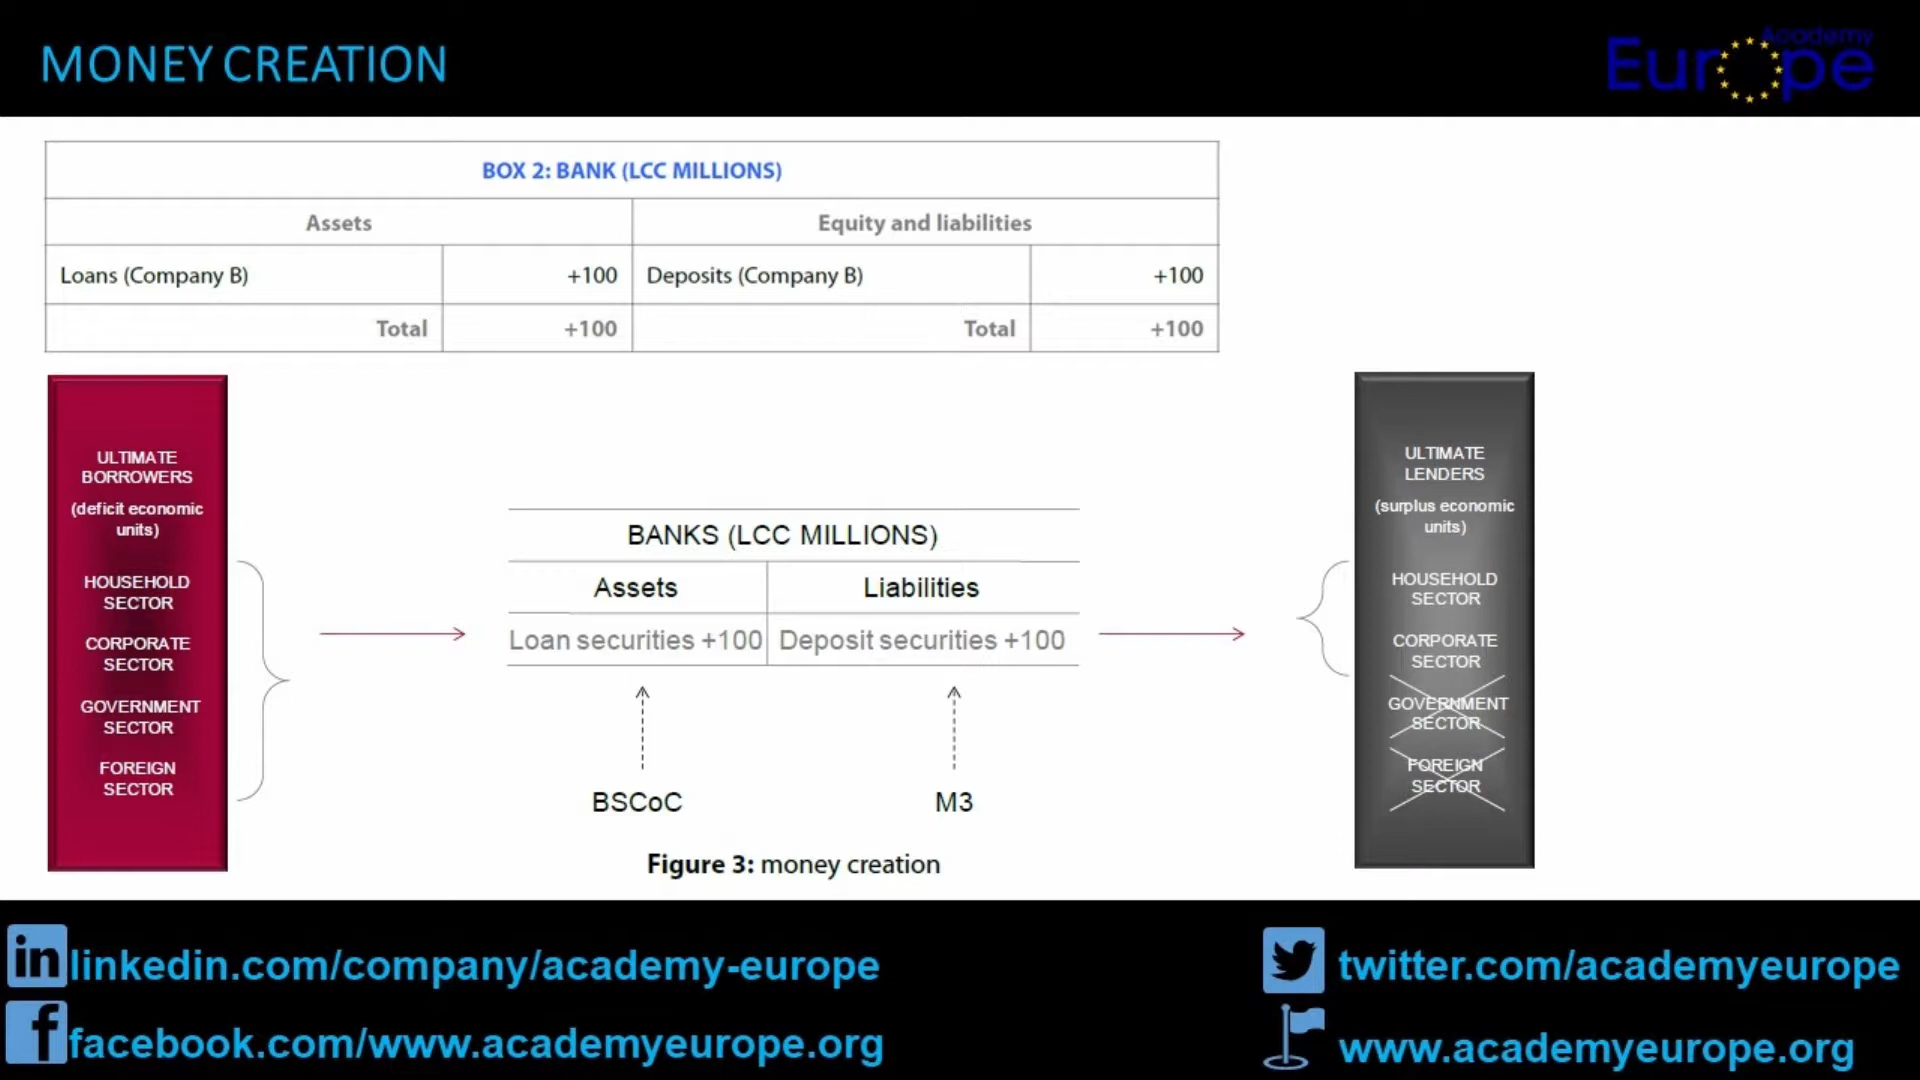 MONEY CREATION
Academy
Europe
BOX 2: BANK (LCC MILLIONS)
Assets
Equity and liabilities
Loans (Company B)
+100
Deposits (Company B)
+100
Total
+100
Total
+100
ULTIMATE
BORROWERS
(deficit economic
units)
HOUSEHOLD
SECTOR
CORPORATE
SECTOR
GOVERNMENT
SECTOR
FOREIGN
SECTOR
BANKS (LCC MILLIONS)
Assets
Liabilities
Loan securities +100
Deposit securities +100
BSCoC
M3
Figure 3: money creation
ULTIMATE
LENDERS
(surplus economic
units)
HOUSEHOLD
SECTOR
CORPORATE
SECTOR
GOVERNMENT
SECTOR
FOREIGN
SECTOR
in
linkedin.com/company/academy-europe
twitter.com/academyeurope
f
facebook.com/www.academyeurope.org
www.academyeurope.org